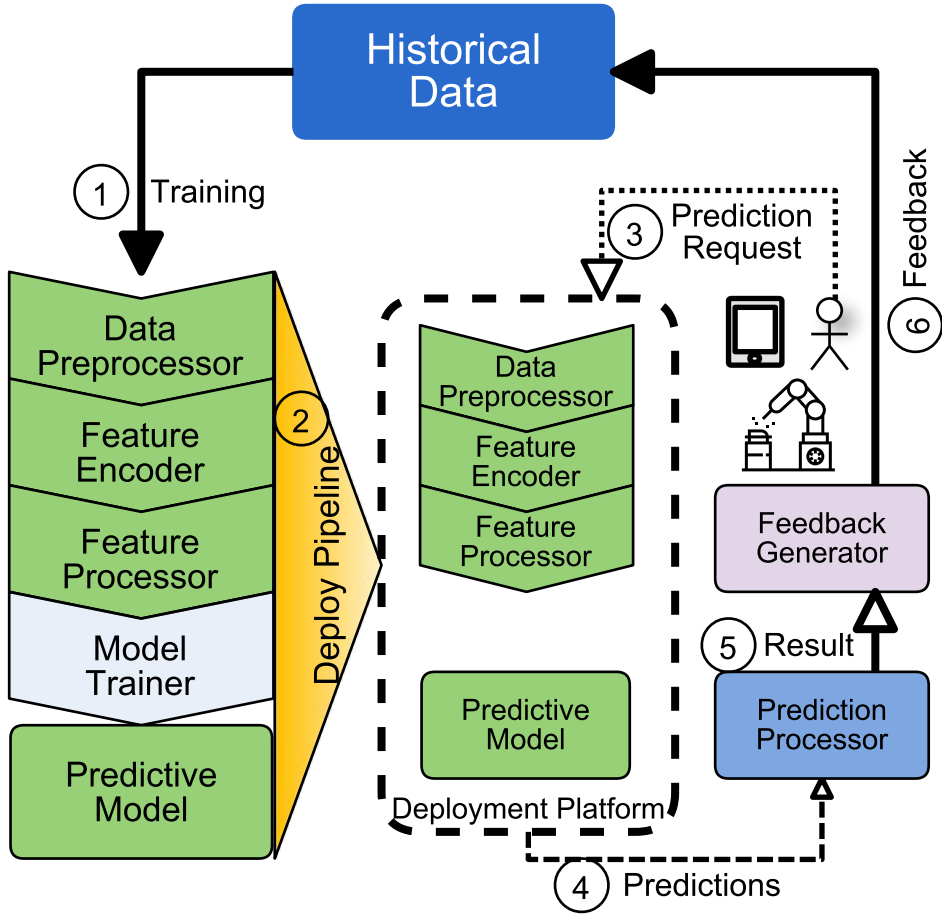 Historical
Data
1
Training
3
Prediction
Request
6
Feedback
Data
Preprocessor
Feature
Encoder
Feature
Processor
Model
Trainer
Predictive
Model
2
Deploy Pipeline
Data
Preprocessor
Feature
Encoder
Feature
Processor
Predictive
Model
Deployment Platform
4
Predictions
Feedback
Generator
5
Result
Prediction
Processor